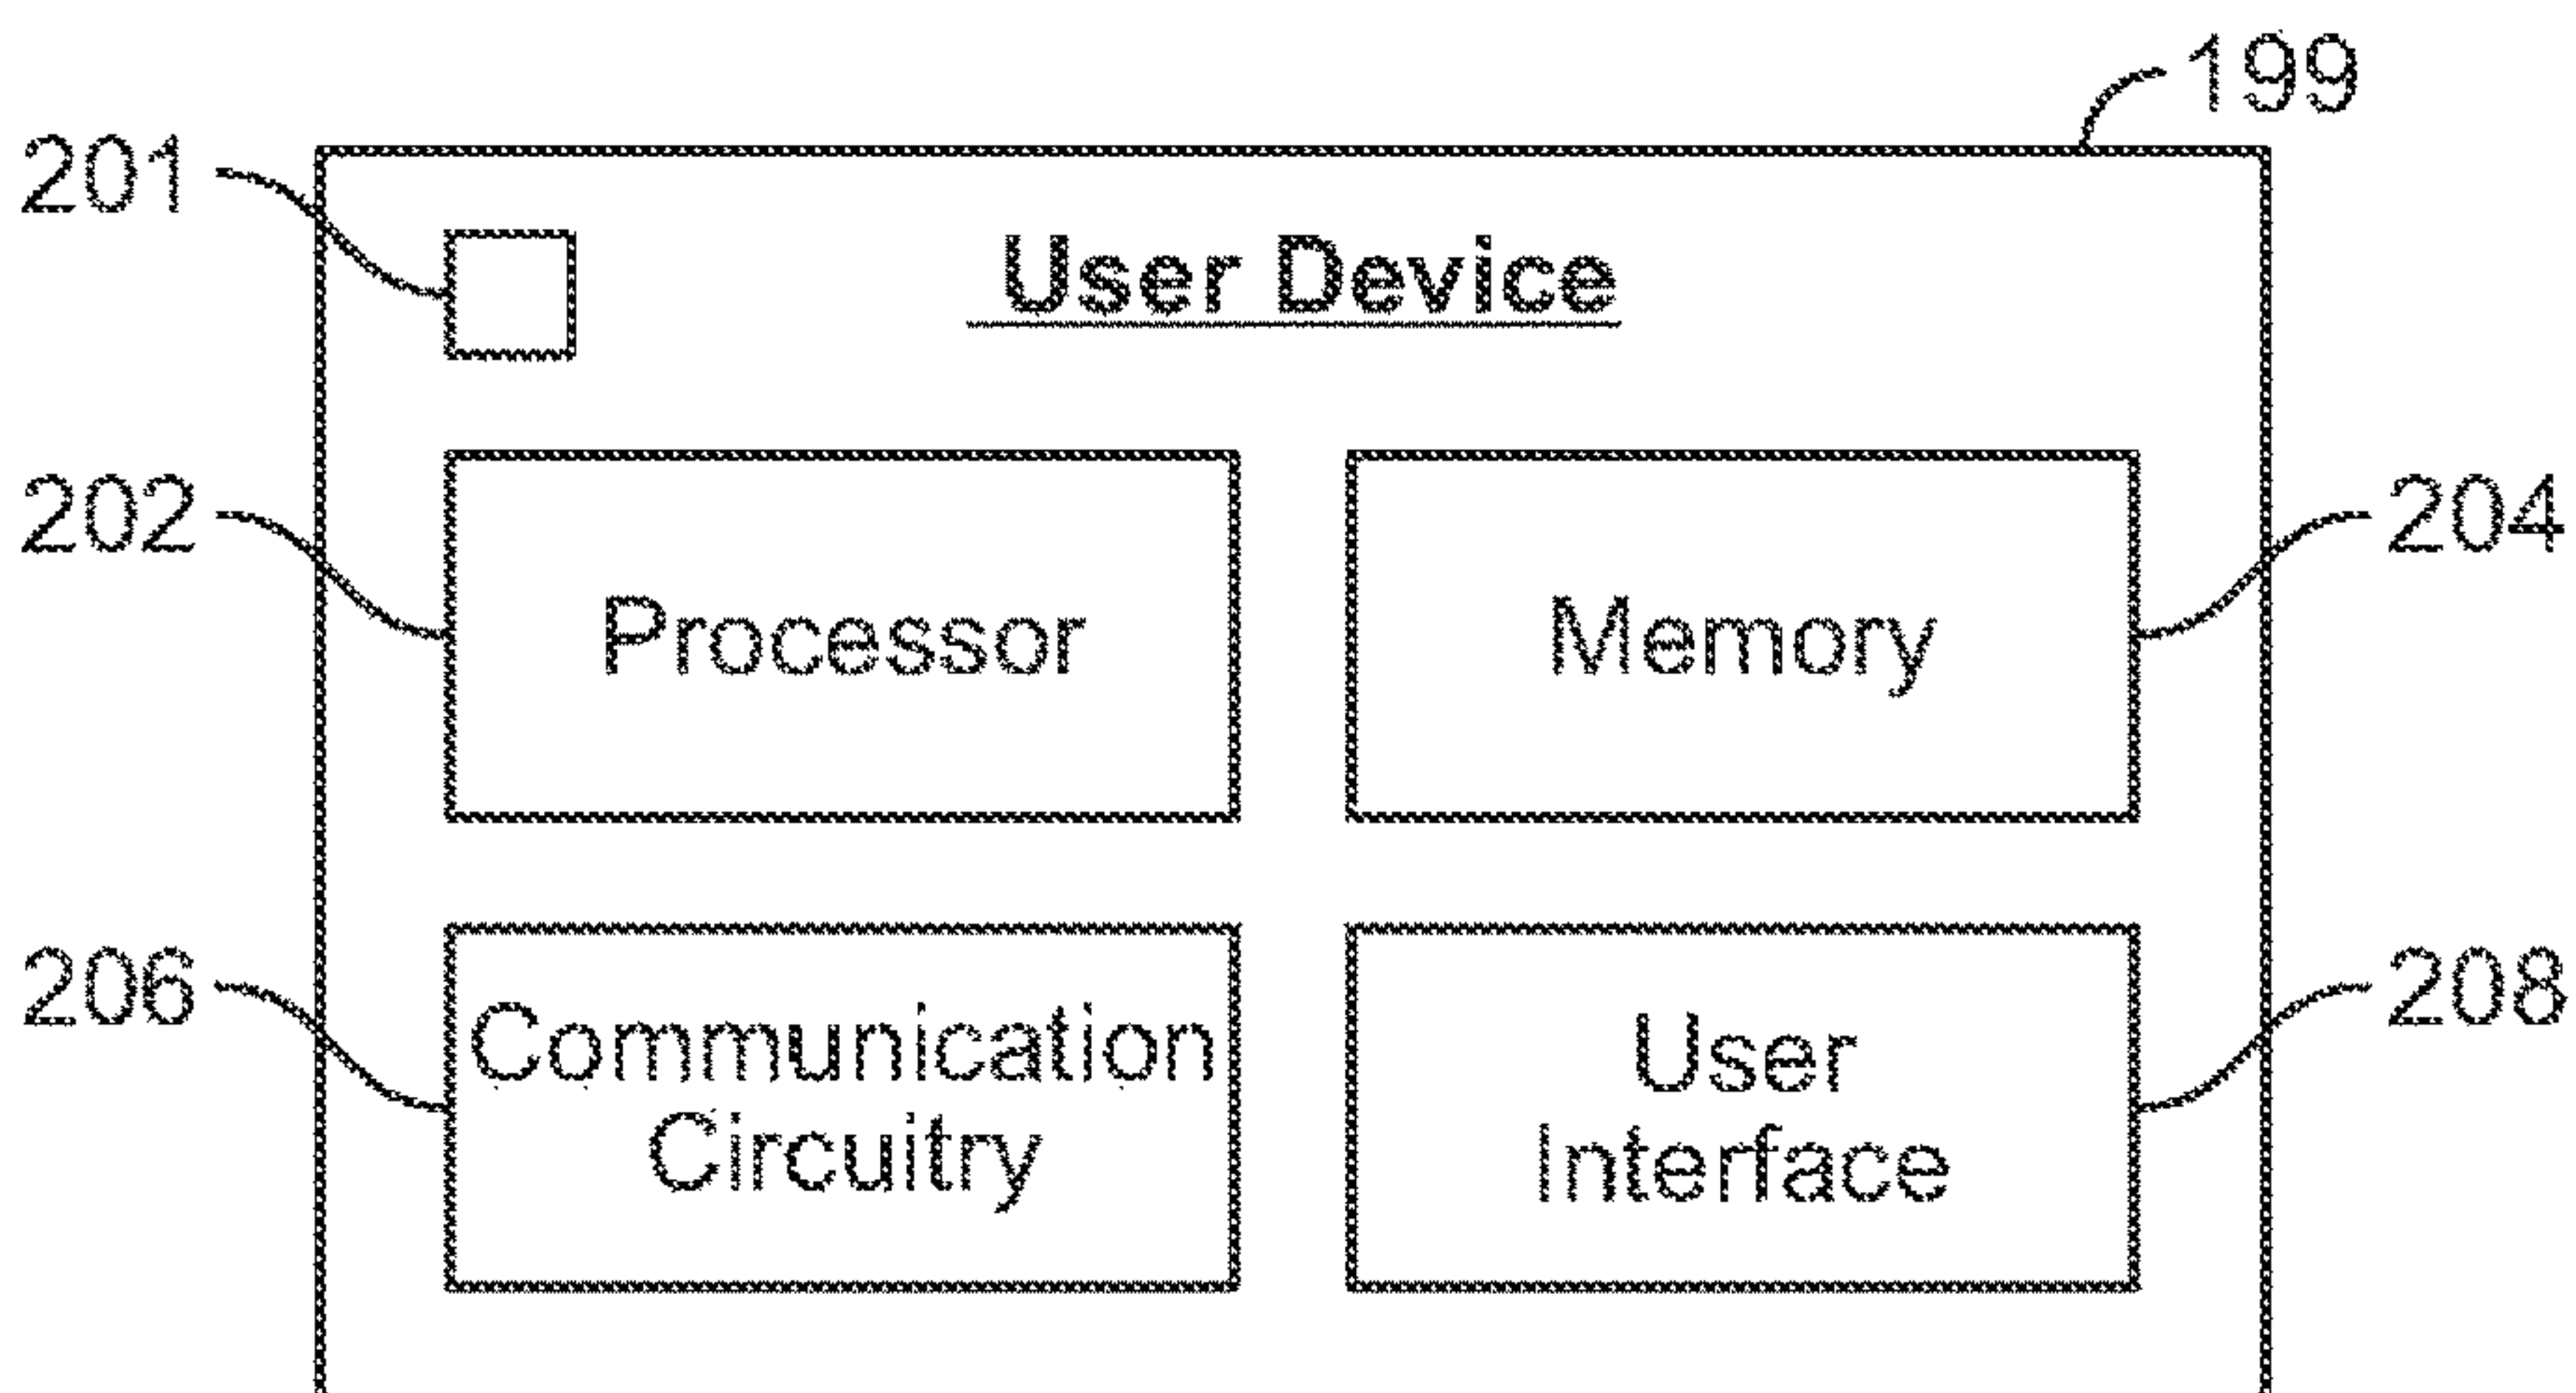 199
201
User Device
202
Processor
Memory
204
206
Communication
Circuitry
User
Interface
208